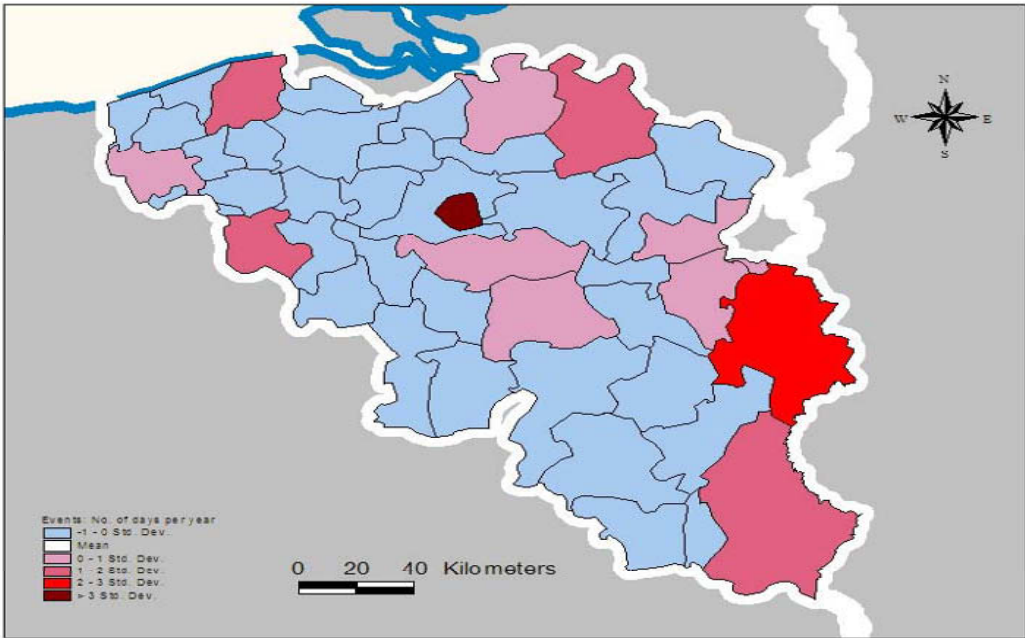 N
W E
S
Events: No. of days per year
-1 - 0 Std. Dev.
Mean
0 - 1 Std. Dev.
1 - 2 Std. Dev.
2 - 3 Std. Dev.
> 3 Std. Dev.
0 20 40 Kilometers